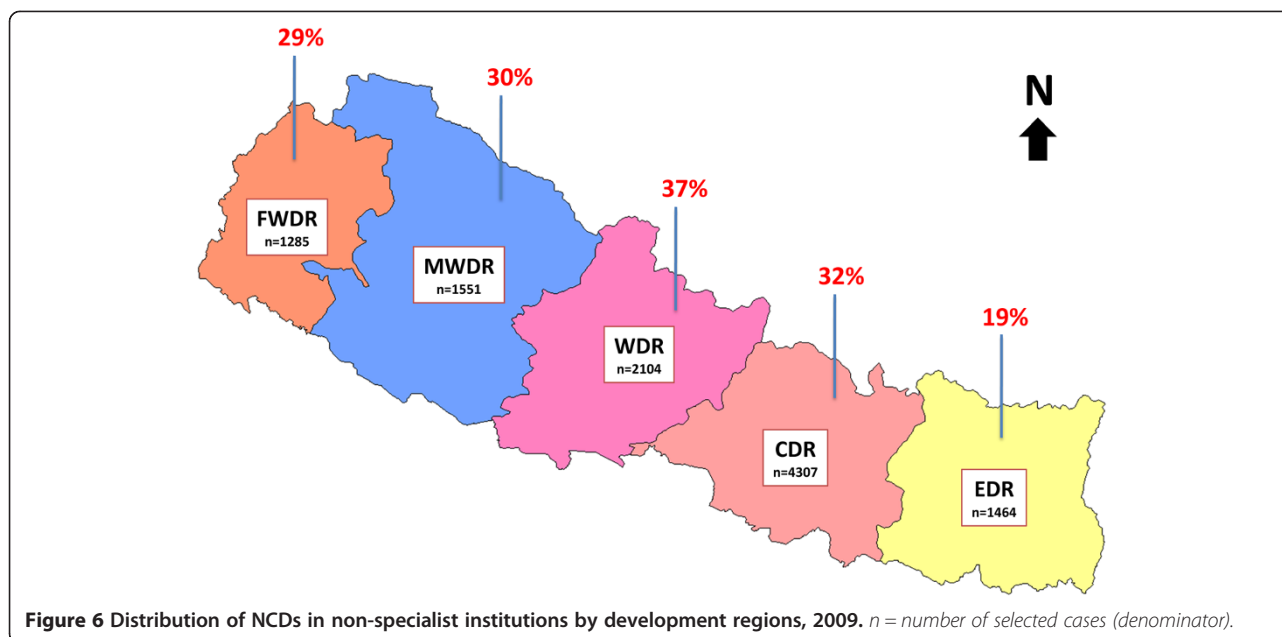 29%
30%
N
37%
FWDR
n=1285
MWDR
n=1551
32%
19%
WDR
n=2104
CDR
n=4307
EDR
n=1464
Figure 6 Distribution of NCDs in non-specialist institutions by development regions, 2009. n = number of selected cases (denominator).